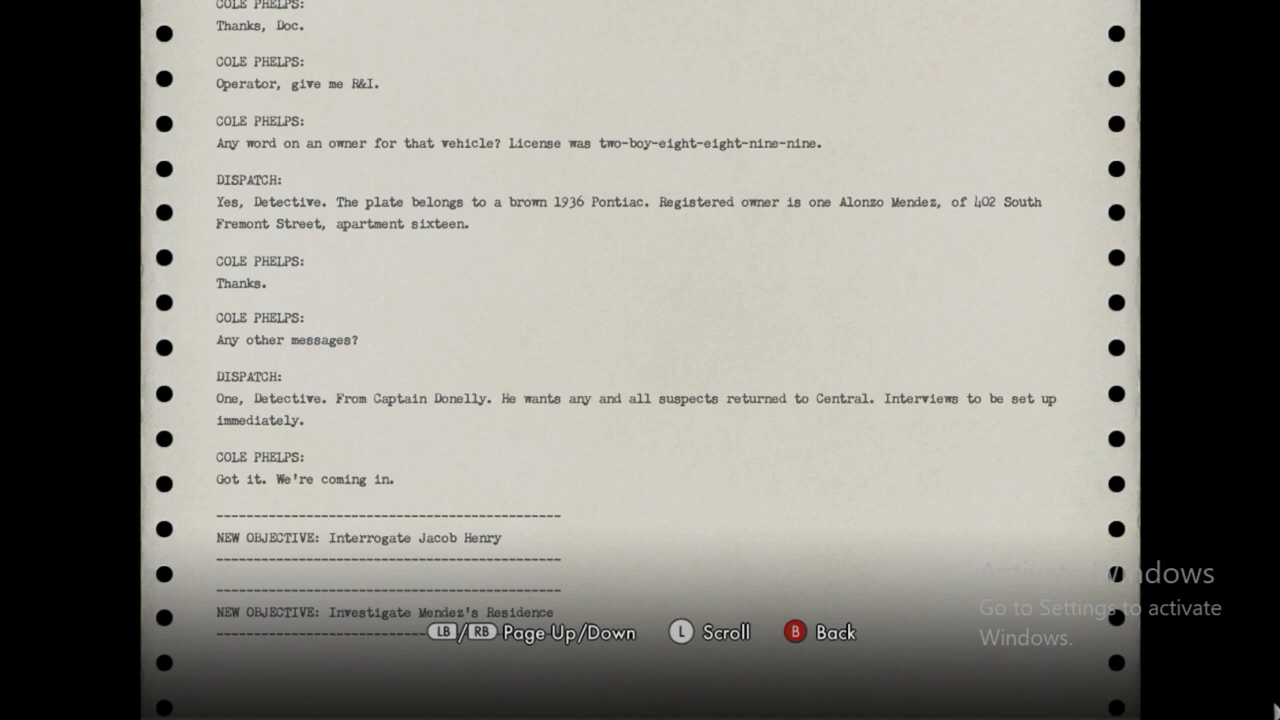 COLE PHELPS:
Thanks, Doc.
COLE PHELPS:
Operator, give me R&I.
COLE PHELPS:
Any word on an owner for that vehicle? License was two-boy-eight-eight-nine-nine.
DISPATCH:
Yes, Detective. The plate belongs to a brown 1936 Pontiac. Registered owner is one Alonzo Mendez, of 402 South
Fremont Street, apartment sixteen.
COLE PHELPS:
Thanks.
COLE PHELPS:
Any other messages?
DISPATCH:
One, Detective. From Captain Donelly. He wants any and all suspects returned to Central. Interviews to be set up
immediately.
COLE PHELPS:
Got it. We're coming in.
----------------------------------------------
NEW OBJECTIVE: Interrogate Jacob Henry
----------------------------------------------
----------------------------------------------
NEW OBJECTIVE: Investigate Mendez's Residence
----------------------------
LB/RB Page Up/Down L Scroll B Back
Activate Windows
Go to Settings to activate
Windows.